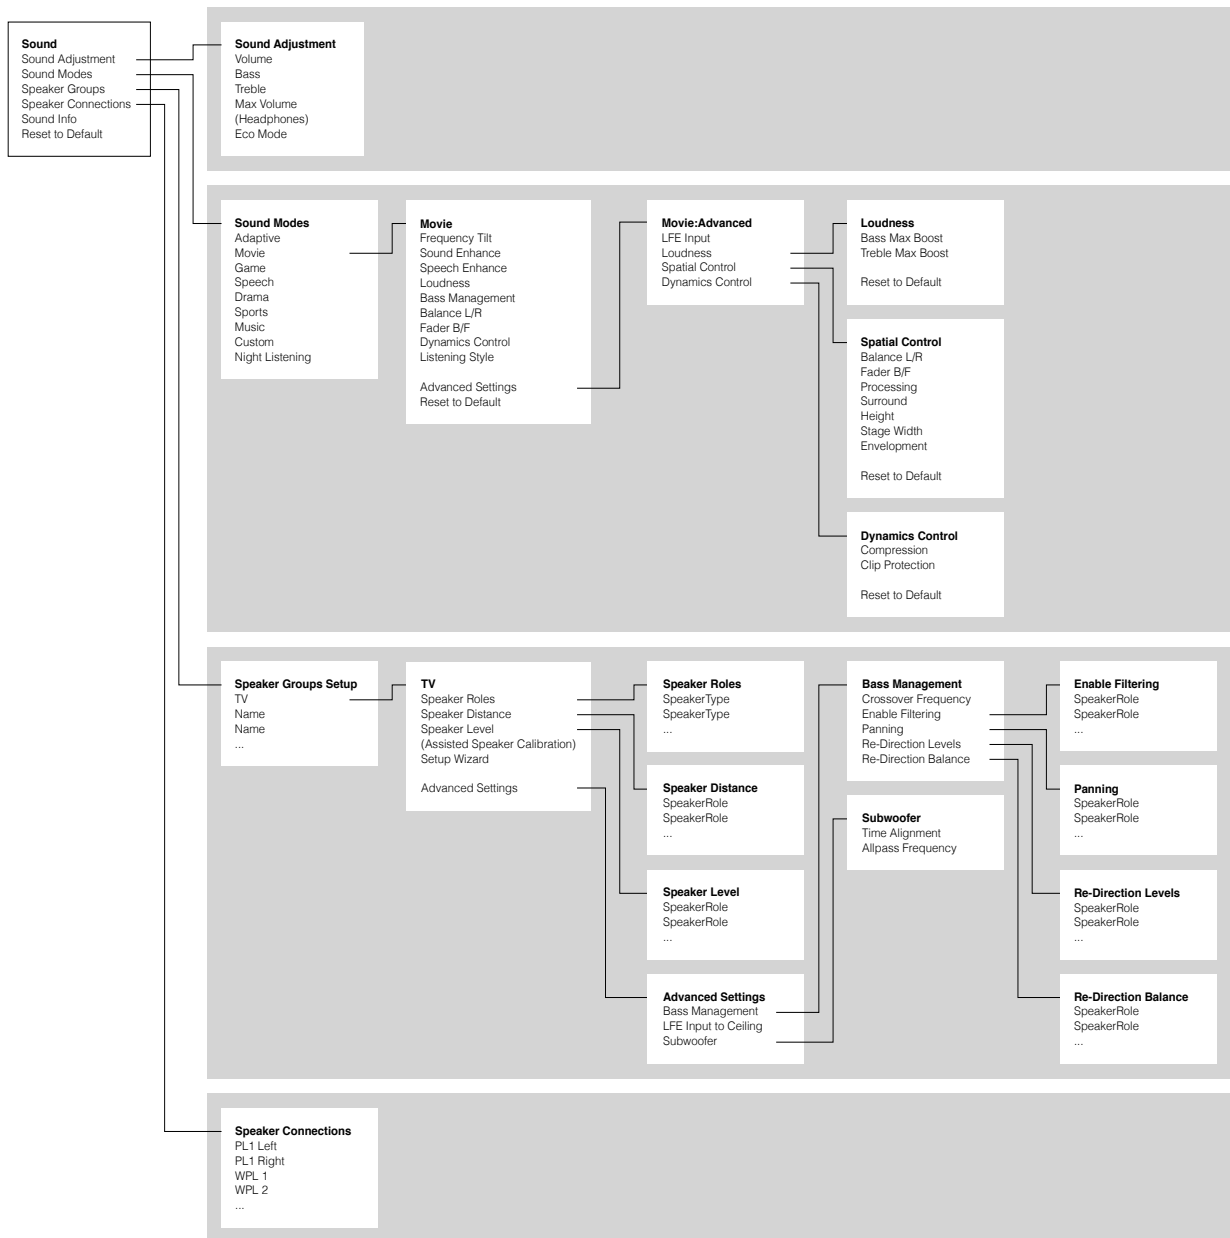 Sound
Sound Adjustment
Sound Modes
Speaker Groups
Speaker Connections
Sound Info
Reset to Default
Sound Adjustment
Volume
Bass
Treble
Max Volume
(Headphones)
Eco Mode
Sound Modes
Adaptive
Movie
Game
Speech
Drama
Sports
Music
Custom
Night Listening
Movie
Frequency Tilt
Sound Enhance
Speech Enhance
Loudness
Bass Management
Balance L/R
Fader B/F
Dynamics Control
Listening Style
Advanced Settings
Reset to Default
Movie:Advanced
LFE Input
Loudness
Spatial Control
Dynamics Control
Loudness
Bass Max Boost
Treble Max Boost
Reset to Default
Spatial Control
Balance L/R
Fader B/F
Processing
Surround
Height
Stage Width
Envelopment
Reset to Default
Dynamics Control
Compression
Clip Protection
Reset to Default
Speaker Groups Setup
TV
Name
Name
...
TV
Speaker Roles
Speaker Distance
Speaker Level
(Assisted Speaker Calibration)
Setup Wizard
Advanced Settings
Speaker Roles
SpeakerType
SpeakerType
...
Speaker Distance
SpeakerRole
SpeakerRole
...
Speaker Level
SpeakerRole
SpeakerRole
...
Advanced Settings
Bass Management
LFE Input to Ceiling
Subwoofer
Bass Management
Crossover Frequency
Enable Filtering
Panning
Re-Direction Levels
Re-Direction Balance
Subwoofer
Time Alignment
Allpass Frequency
Enable Filtering
SpeakerRole
SpeakerRole
...
Panning
SpeakerRole
SpeakerRole
...
Re-Direction Levels
SpeakerRole
SpeakerRole
...
Re-Direction Balance
SpeakerRole
SpeakerRole
...
Speaker Connections
PL1 Left
PL1 Right
WPL 1
WPL 2
...